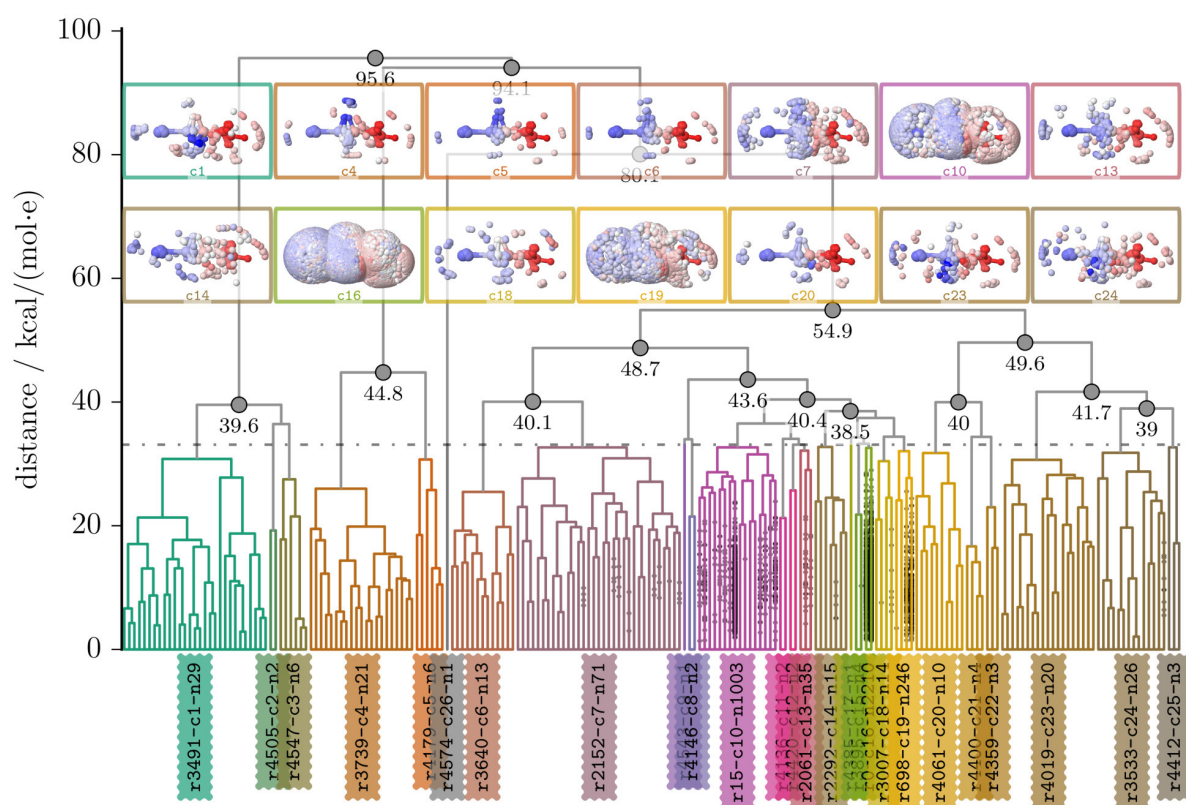 distance / kcal/(mol·e)
100
80
60
40
20
0
95.6
94.1
80.1
c1
c4
c5
c6
c7
c10
c13
c14
c16
c18
c19
c20
c23
c24
54.9
48.7
49.6
44.8
43.6
41.7
39.6
40.1
40.4
38.5
40
39
r3491-c1-n29
r4505-c2-n2
r4547-c3-n6
r3739-c4-n21
r4179-c5-n6
r4574-c26-n1
r3640-c6-n13
r2152-c7-n71
r4146-c8-n2
r15-c10-n1003
r2061-c13-n35
r2292-c14-n15
r3007-c18-n14
r698-c19-n246
r4061-c20-n10
r4400-c21-n4
r4359-c22-n3
r4019-c23-n20
r3533-c24-n26
r4412-c25-n3